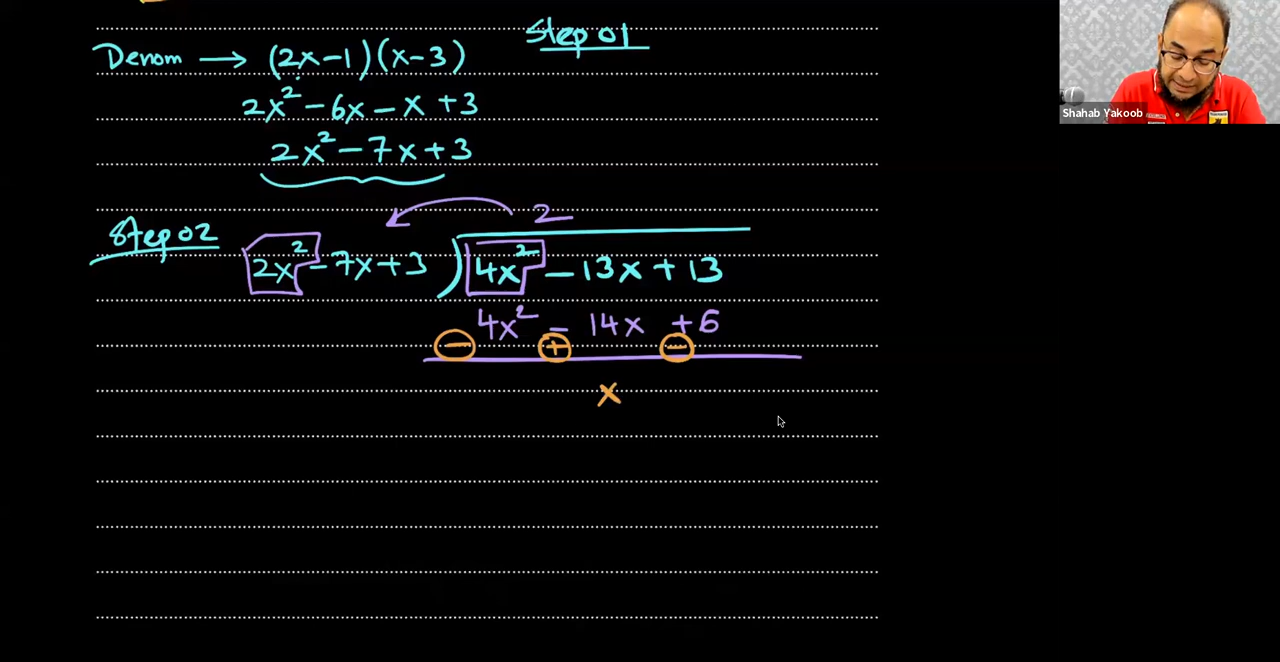 Step 01
Denom → (2x-1)(x-3)
2x² - 6x - x + 3
2x² - 7x + 3
Step 02
2
2x² - 7x + 3 ) 4x² - 13x + 13
4x² - 14x + 6
- + -
x
Shahab Yakoob